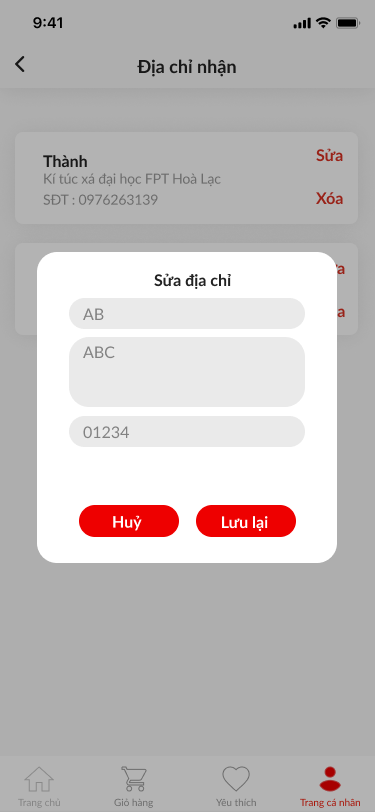 9:41
Địa chỉ nhận
Thành
Sửa
Kí túc xá đại học FPT Hoà Lạc
SĐT : 0976263139
Xóa
Sửa địa chỉ
AB
ABC
01234
Huỷ
Lưu lại
Trang chủ
Giỏ hàng
Yêu thích
Trang cá nhân